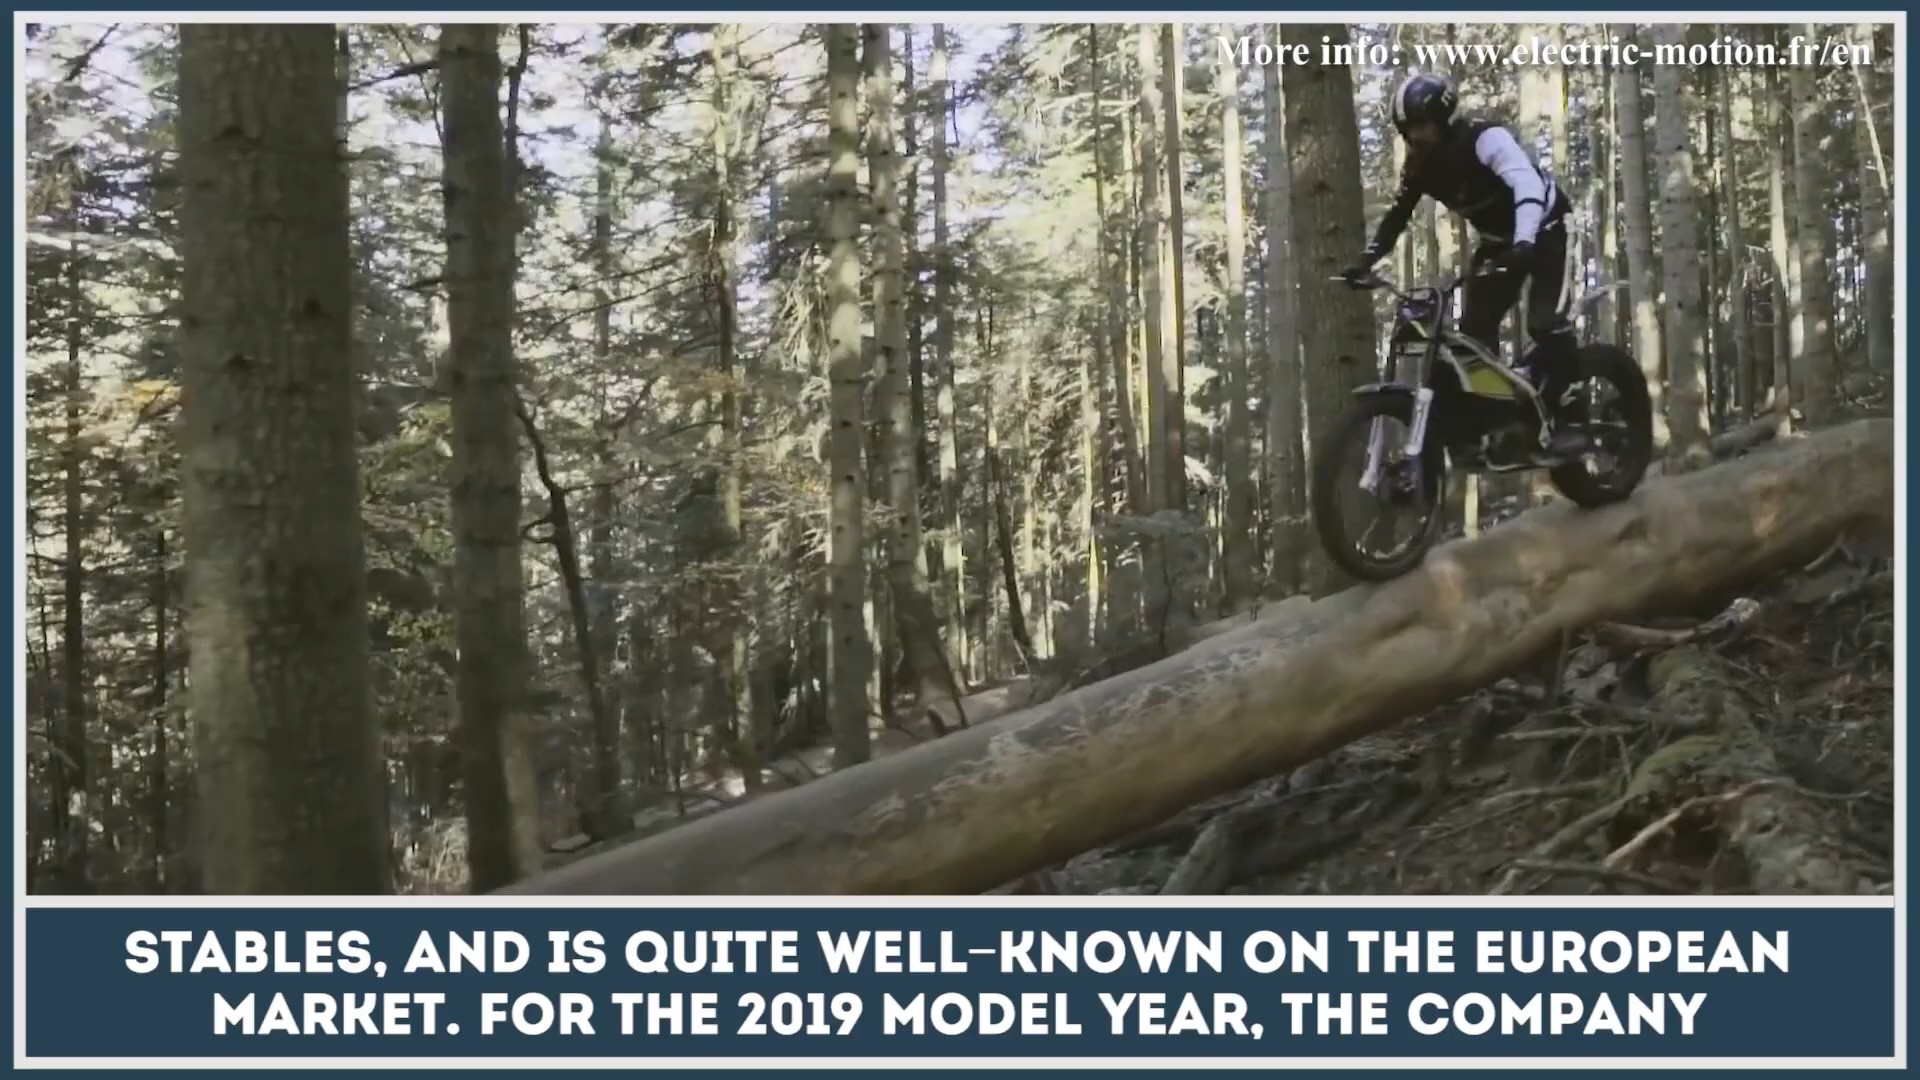 More info: www.electric-motion.fr/en
STABLES, AND IS QUITE WELL-KNOWN ON THE EUROPEAN
MARKET. FOR THE 2019 MODEL YEAR, THE COMPANY